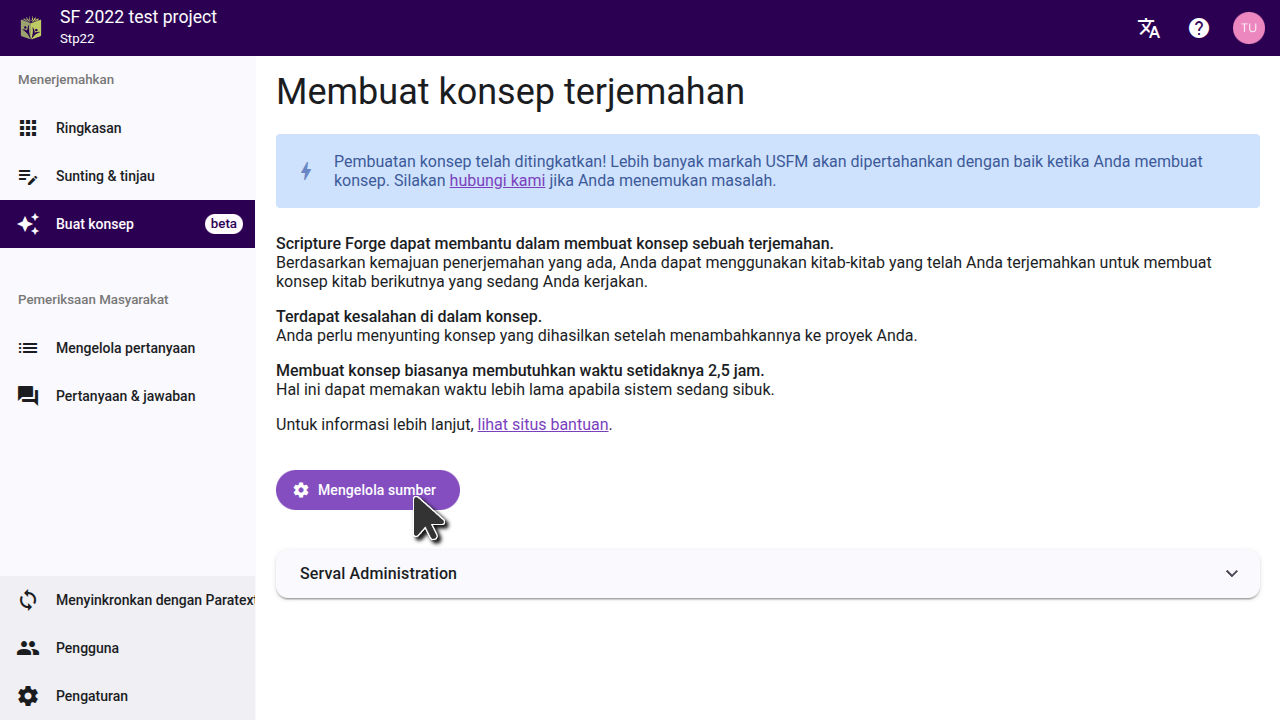 SF 2022 test project
Stp22
TU
Menerjemahkan
Ringkasan
Sunting & tinjau
Buat konsep
beta
Pemeriksaan Masyarakat
Mengelola pertanyaan
Pertanyaan & jawaban
Menyinkronkan dengan Paratext
Pengguna
Pengaturan
Membuat konsep terjemahan
Pembuatan konsep telah ditingkatkan! Lebih banyak markah USFM akan dipertahankan dengan baik ketika Anda membuat
konsep. Silakan hubungi kami jika Anda menemukan masalah.
Scripture Forge dapat membantu dalam membuat konsep sebuah terjemahan.
Berdasarkan kemajuan penerjemahan yang ada, Anda dapat menggunakan kitab-kitab yang telah Anda terjemahkan untuk membuat
konsep kitab berikutnya yang sedang Anda kerjakan.
Terdapat kesalahan di dalam konsep.
Anda perlu menyunting konsep yang dihasilkan setelah menambahkannya ke proyek Anda.
Membuat konsep biasanya membutuhkan waktu setidaknya 2,5 jam.
Hal ini dapat memakan waktu lebih lama apabila sistem sedang sibuk.
Untuk informasi lebih lanjut, lihat situs bantuan.
Mengelola sumber
Serval Administration